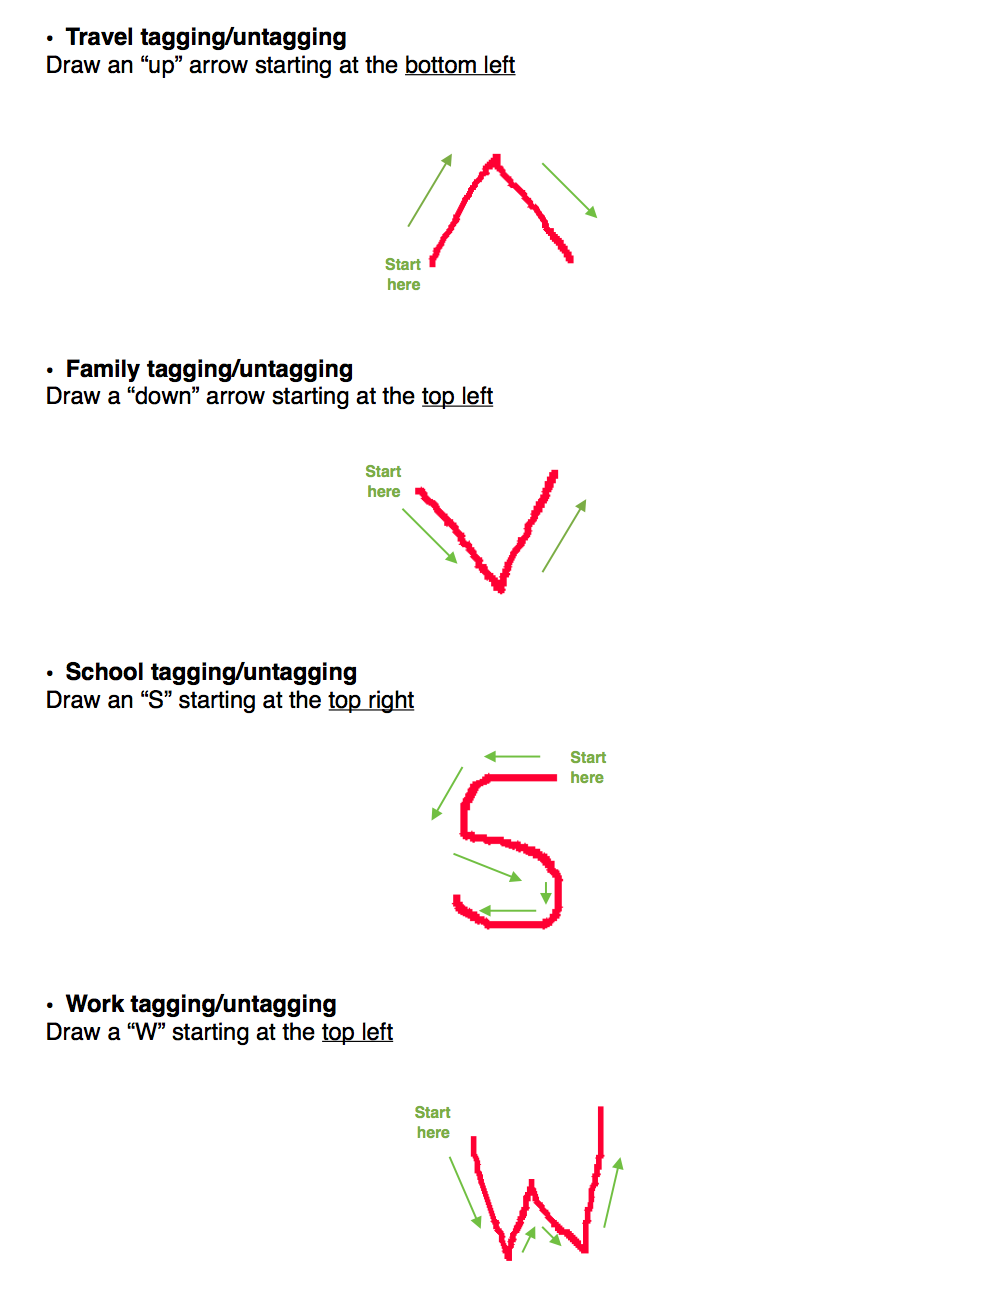 • Travel tagging/untagging
Draw an “up” arrow starting at the bottom left
Start
here
• Family tagging/untagging
Draw a “down” arrow starting at the top left
Start
here
• School tagging/untagging
Draw an “S” starting at the top right
Start
here
• Work tagging/untagging
Draw a “W” starting at the top left
Start
here